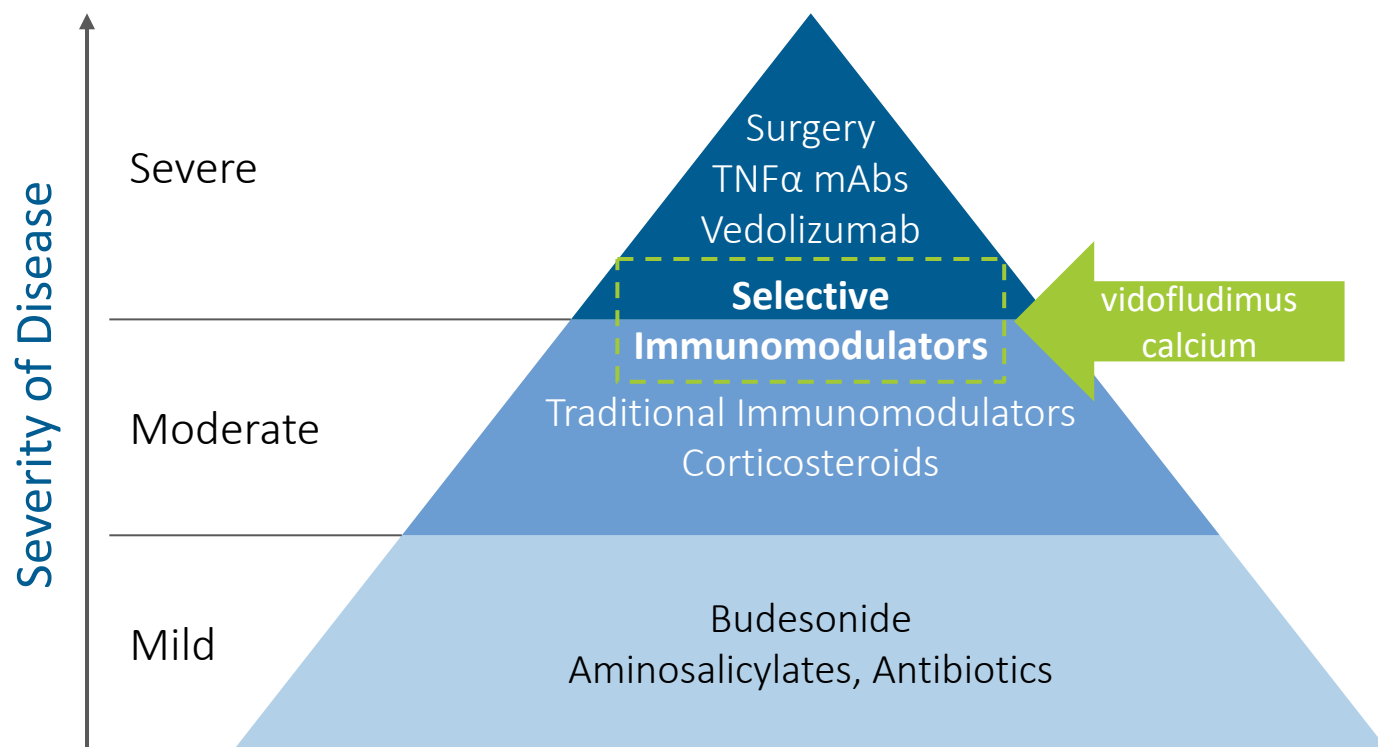 Severity of Disease
Severe
Surgery
TNFα mAbs
Vedolizumab
Selective
Immunomodulators
vidofludimus
calcium
Moderate
Traditional Immunomodulators
Corticosteroids
Mild
Budesonide
Aminosalicylates, Antibiotics